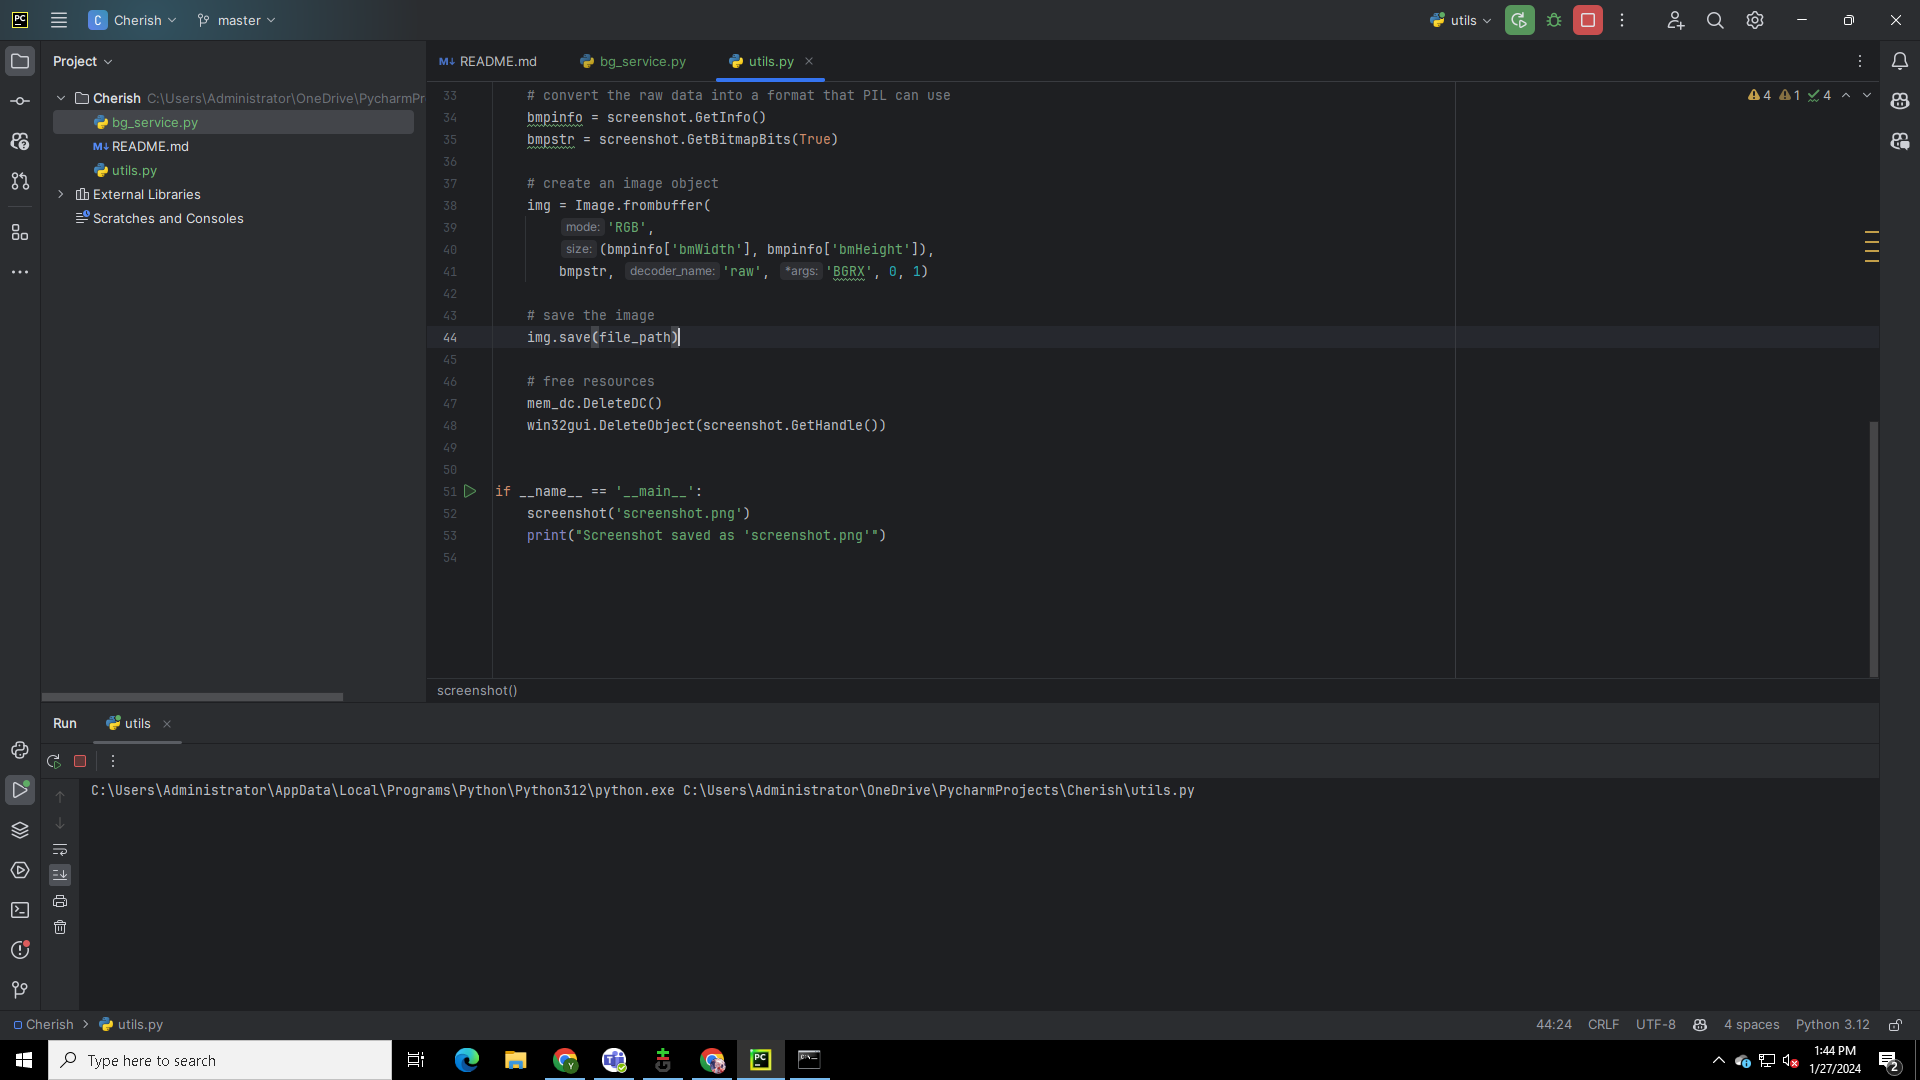 PC
C Cherish
master
utils
Project
README.md
bg_service.py
utils.py
Cherish C:\Users\Administrator\OneDrive\PycharmPr
bg_service.py
README.md
utils.py
External Libraries
Scratches and Consoles
4 1 4
33 # convert the raw data into a format that PIL can use
34 bmpinfo = screenshot.GetInfo()
35 bmpstr = screenshot.GetBitmapBits(True)
36
37 # create an image object
38 img = Image.frombuffer(
39 mode: 'RGB',
40 size: (bmpinfo['bmWidth'], bmpinfo['bmHeight']),
41 bmpstr, decoder_name: 'raw', *args: 'BGRX', 0, 1)
42
43 # save the image
44 img.save(file_path)
45
46 # free resources
47 mem_dc.DeleteDC()
48 win32gui.DeleteObject(screenshot.GetHandle())
49
50
51 if __name__ == '__main__':
52 screenshot('screenshot.png')
53 print("Screenshot saved as 'screenshot.png'")
54
screenshot()
Run
utils
C:\Users\Administrator\AppData\Local\Programs\Python\Python312\python.exe C:\Users\Administrator\OneDrive\PycharmProjects\Cherish\utils.py
Cherish > utils.py
44:24 CRLF UTF-8 4 spaces Python 3.12
Type here to search
1:44 PM
1/27/2024
2